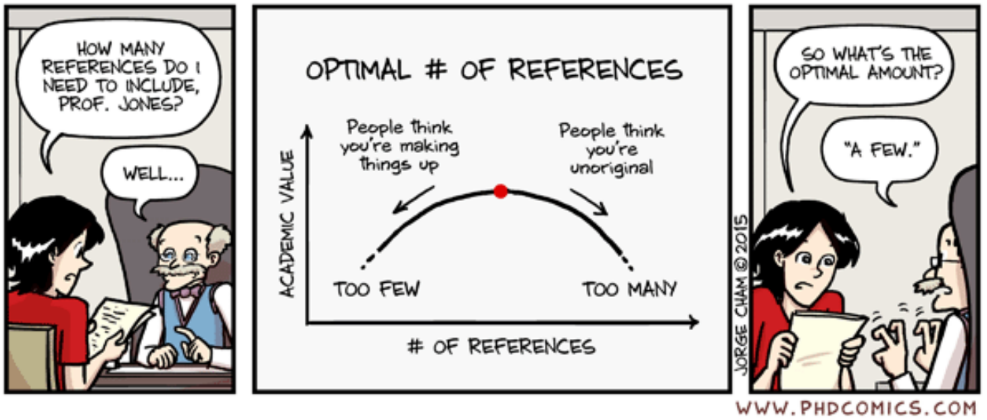 HOW MANY
REFERENCES DO I
NEED TO INCLUDE,
PROF. JONES?
WELL...
OPTIMAL # OF REFERENCES
People think
you're making
things up
People think
you're
unoriginal
ACADEMIC VALUE
TOO FEW
TOO MANY
# OF REFERENCES
SO WHAT'S THE
OPTIMAL AMOUNT?
"A FEW."
JORGE CHAM © 2015
WWW.PHDCOMICS.COM